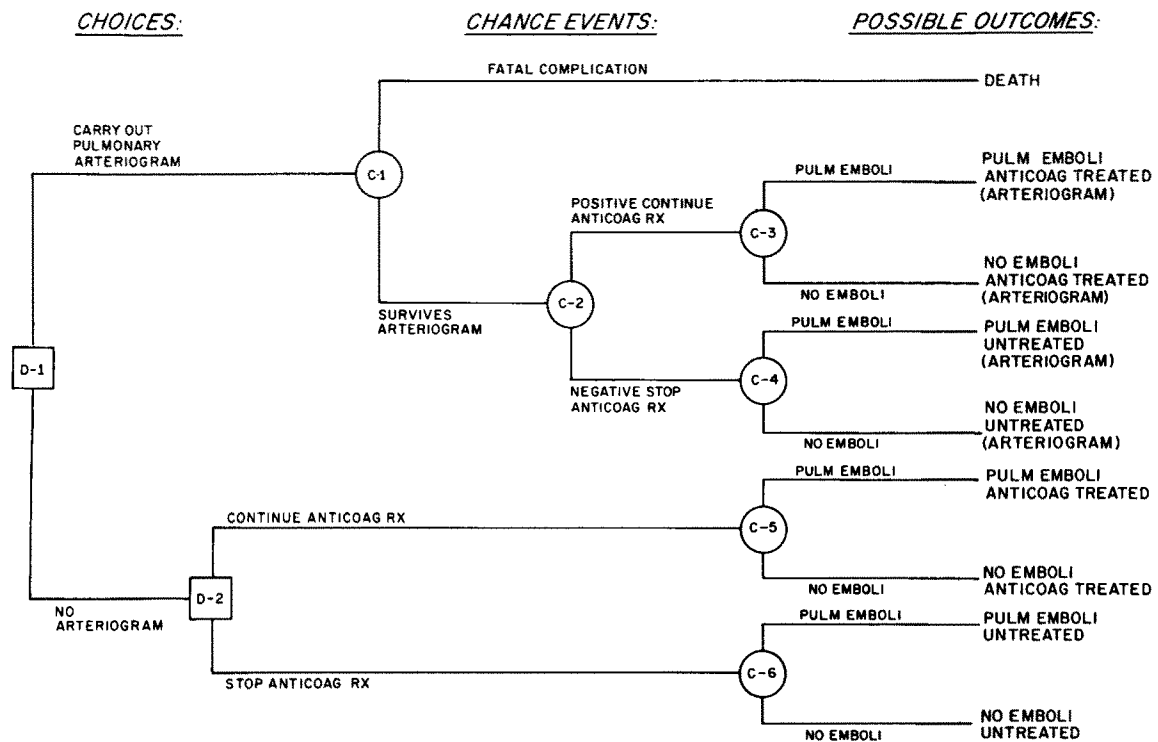 CHOICES:
CHANCE EVENTS:
POSSIBLE OUTCOMES:
FATAL COMPLICATION
DEATH
CARRY OUT
PULMONARY
ARTERIOGRAM
C-1
PULM EMBOLI
PULM EMBOLI
ANTICOAG TREATED
(ARTERIOGRAM)
POSITIVE CONTINUE
ANTICOAG RX
C-3
NO EMBOLI
NO EMBOLI
ANTICOAG TREATED
(ARTERIOGRAM)
SURVIVES
ARTERIOGRAM
C-2
PULM EMBOLI
PULM EMBOLI
UNTREATED
(ARTERIOGRAM)
D-1
NEGATIVE STOP
ANTICOAG RX
C-4
NO EMBOLI
NO EMBOLI
UNTREATED
(ARTERIOGRAM)
PULM EMBOLI
PULM EMBOLI
ANTICOAG TREATED
CONTINUE ANTICOAG RX
C-5
NO EMBOLI
NO EMBOLI
ANTICOAG TREATED
NO
ARTERIOGRAM
D-2
PULM EMBOLI
PULM EMBOLI
UNTREATED
STOP ANTICOAG RX
C-6
NO EMBOLI
NO EMBOLI
UNTREATED